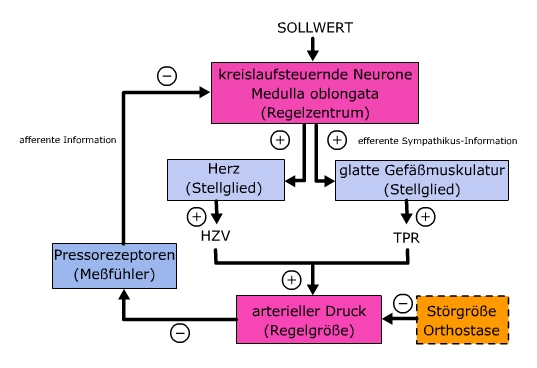 SOLLWERT
kreislaufsteuernde Neurone
Medulla oblongata
(Regelzentrum)
afferente Information
efferente Sympathikus-Information
Herz
(Stellglied)
glatte Gefäßmuskulatur
(Stellglied)
HZV
TPR
Pressorezeptoren
(Meßfühler)
arterieller Druck
(Regelgröße)
Störgröße
Orthostase